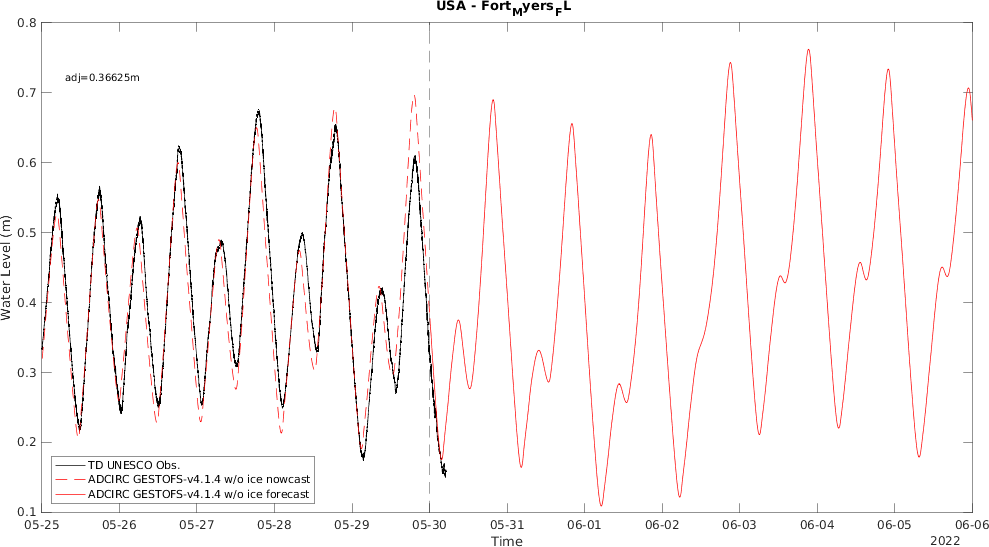 USA - FortMyersFL
0.8
0.7
0.6
0.5
0.4
0.3
0.2
0.1
Water Level (m)
adj=0.36625m
TD UNESCO Obs.
ADCIRC GESTOFS-v4.1.4 w/o ice nowcast
ADCIRC GESTOFS-v4.1.4 w/o ice forecast
05-25 05-26 05-27 05-28 05-29 05-30 05-31 06-01 06-02 06-03 06-04 06-05 06-06
Time
2022